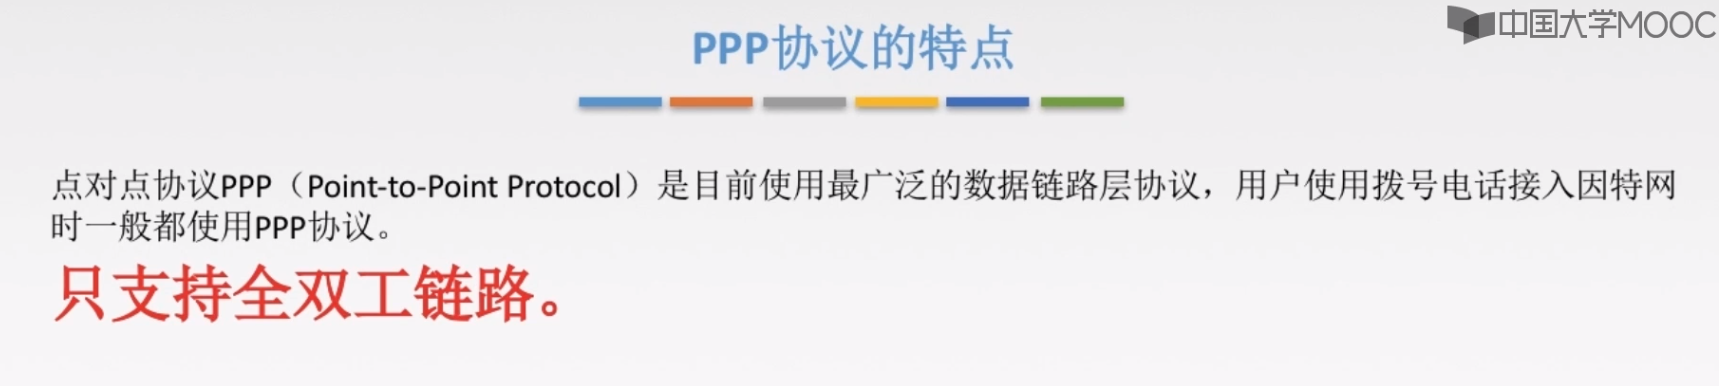 中国大学MOOC
PPP协议的特点
点对点协议PPP（Point-to-Point Protocol）是目前使用最广泛的数据链路层协议，用户使用拨号电话接入因特网
时一般都使用PPP协议。
只支持全双工链路。